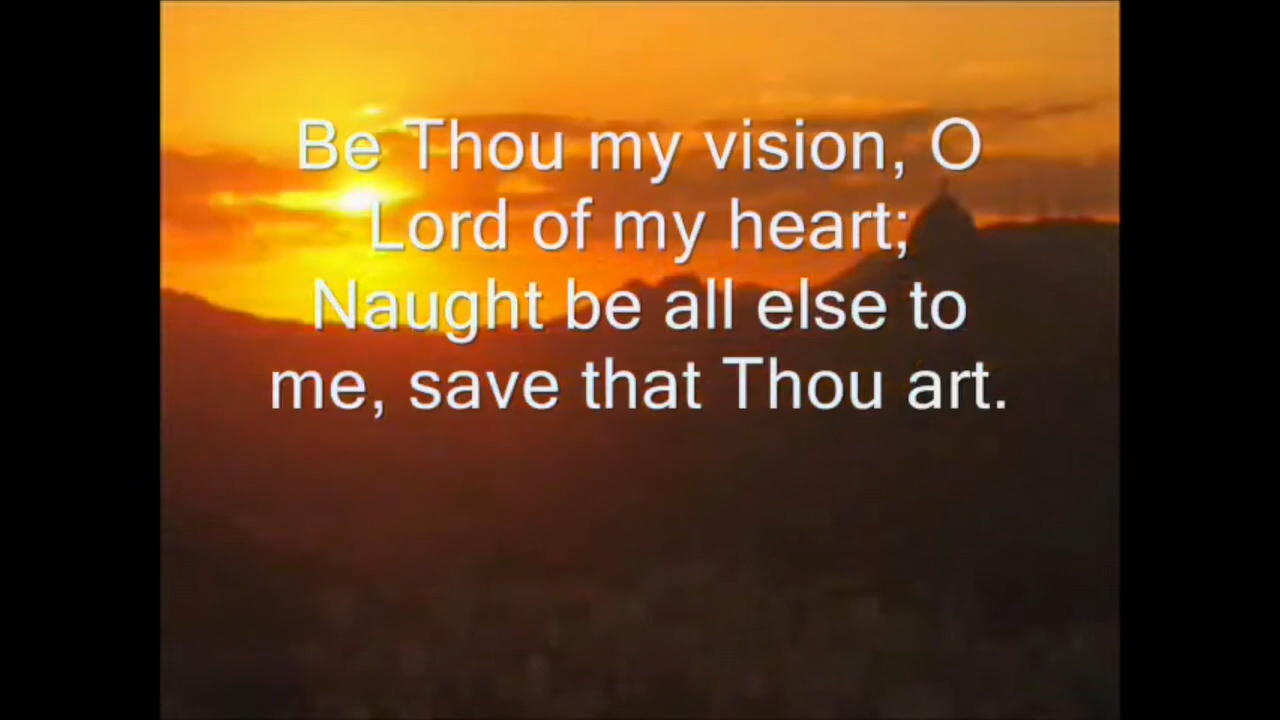 Be Thou my vision, O
Lord of my heart;
Naught be all else to
me, save that Thou art.